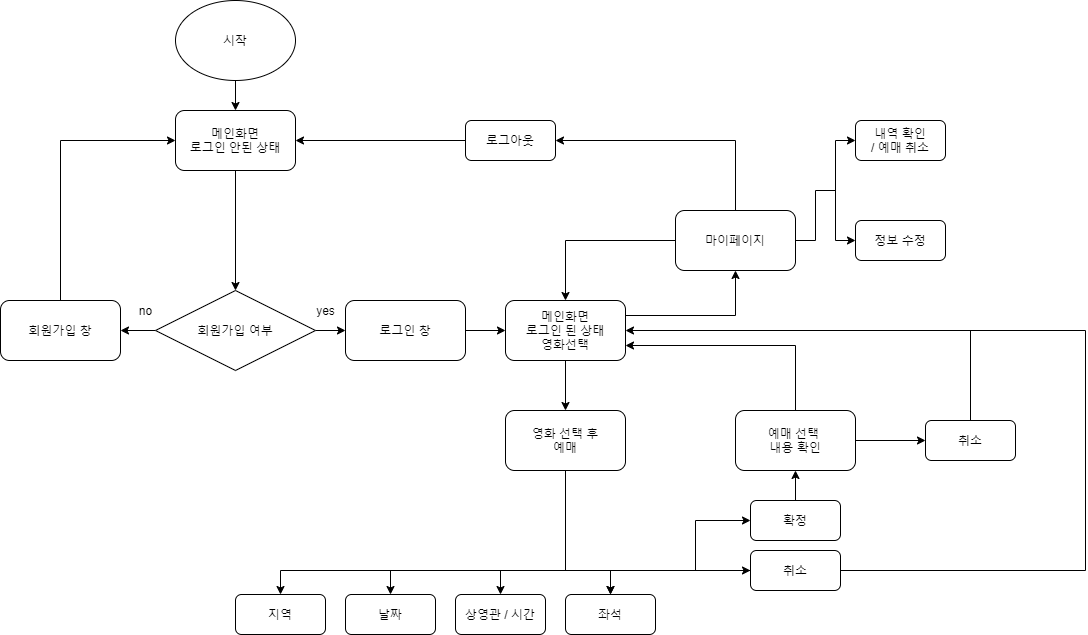 시작
메인화면
로그인 안된 상태
로그아웃
내역 확인
/ 예매 취소
마이페이지
정보 수정
no
yes
회원가입 창
회원가입 여부
로그인 창
메인화면
로그인 된 상태
영화선택
영화 선택 후
예매
예매 선택
내용 확인
취소
확정
취소
지역
날짜
상영관 / 시간
좌석